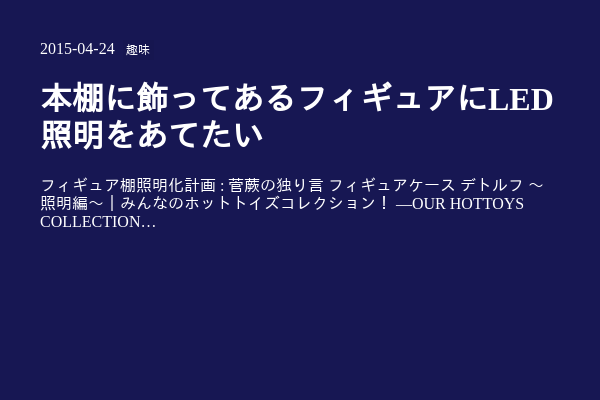 2015-04-24 趣味
本棚に飾ってあるフィギュアにLED
照明をあてたい
フィギュア棚照明化計画 : 菅蕨の独り言 フィギュアケース デトルフ 〜
照明編〜｜みんなのホットトイズコレクション！ —OUR HOTTOYS
COLLECTION…